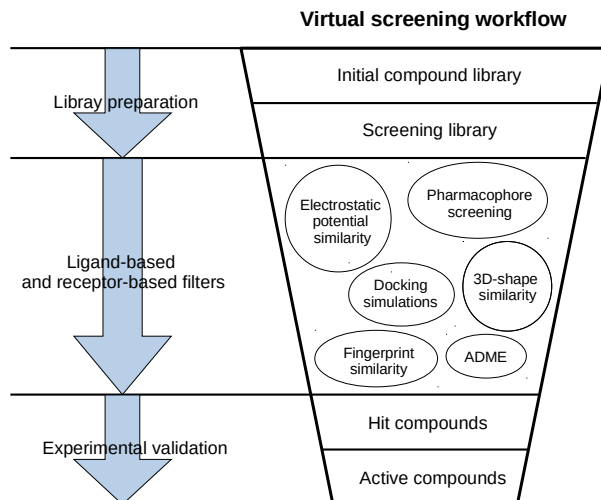 Virtual screening workflow
Initial compound library
Libray preparation
Screening library
Electrostatic
potential
similarity
Pharmacophore
screening
Ligand-based
and receptor-based filters
Docking
simulations
3D-shape
similarity
Fingerprint
similarity
ADME
Hit compounds
Experimental validation
Active compounds